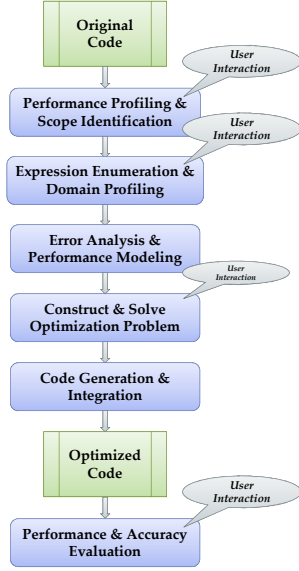 Original
Code
User
Interaction
Performance Profiling &
Scope Identification
User
Interaction
Expression Enumeration &
Domain Profiling
Error Analysis &
Performance Modeling
User
Interaction
Construct & Solve
Optimization Problem
Code Generation &
Integration
Optimized
Code
User
Interaction
Performance & Accuracy
Evaluation